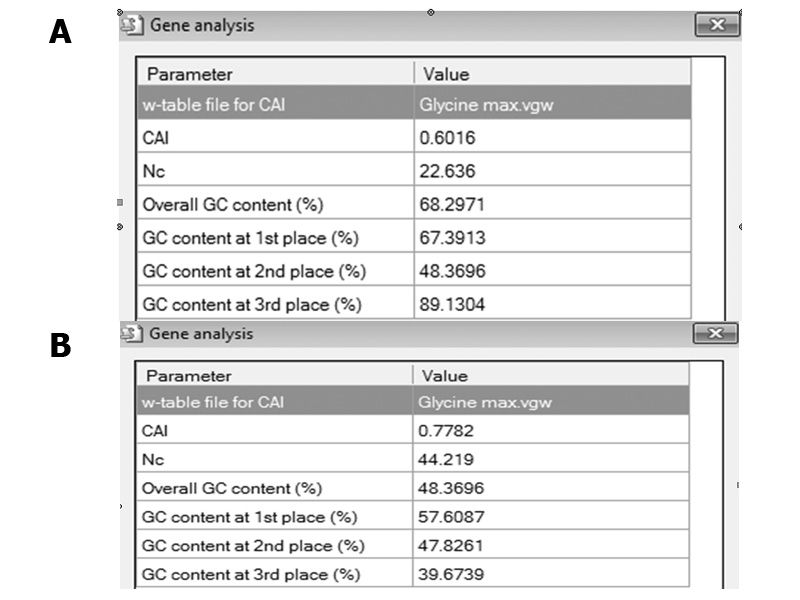 A
Gene analysis
Parameter Value
w-table file for CAI Glycine max.vgw
CAI 0.6016
Nc 22.636
Overall GC content (%) 68.2971
GC content at 1st place (%) 67.3913
GC content at 2nd place (%) 48.3696
GC content at 3rd place (%) 89.1304
B
Gene analysis
Parameter Value
w-table file for CAI Glycine max.vgw
CAI 0.7782
Nc 44.219
Overall GC content (%) 48.3696
GC content at 1st place (%) 57.6087
GC content at 2nd place (%) 47.8261
GC content at 3rd place (%) 39.6739